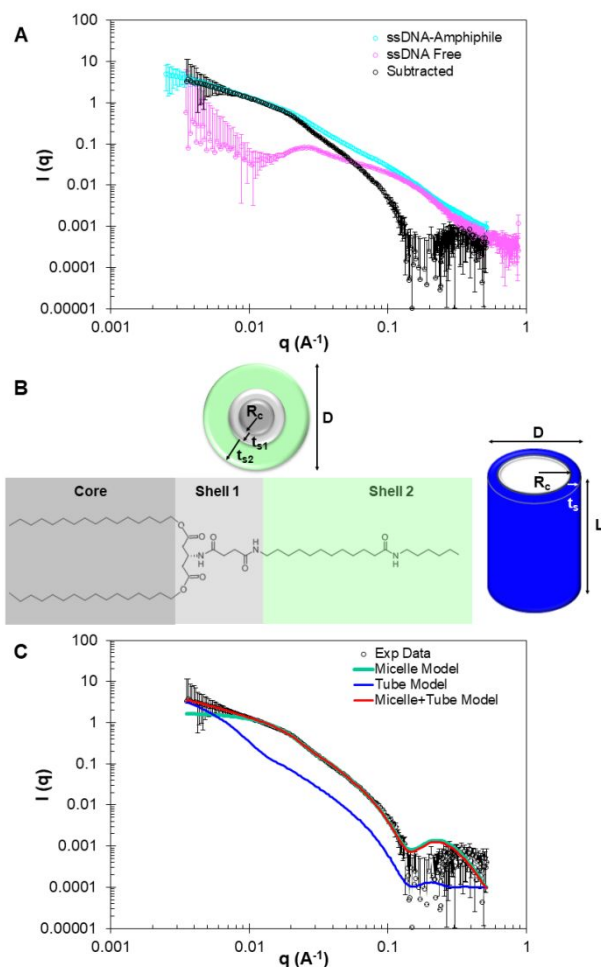 A
I (q)
100
10
1
0.1
0.01
0.001
0.0001
0.00001
0.001
0.01
0.1
1
q (A-1)
ssDNA-Amphiphile
ssDNA Free
Subtracted
B
Rc
ts1
ts2
D
Core
Shell 1
Shell 2
O
O
N
H
O
O
O
O
H
N
O
O
N
H
D
Rc
ts
L
C
I (q)
100
10
1
0.1
0.01
0.001
0.0001
0.00001
0.001
0.01
0.1
1
q (A-1)
Exp Data
Micelle Model
Tube Model
Micelle+Tube Model